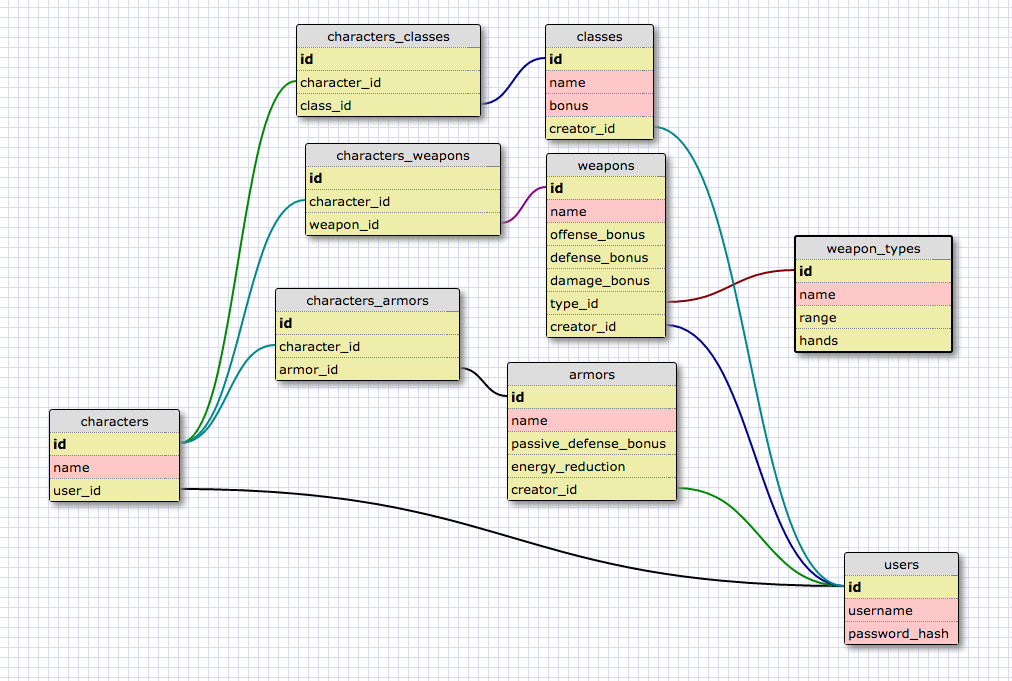 characters_classes
id
character_id
class_id
classes
id
name
bonus
creator_id
characters_weapons
id
character_id
weapon_id
weapons
id
name
offense_bonus
defense_bonus
damage_bonus
type_id
creator_id
weapon_types
id
name
range
hands
characters_armors
id
character_id
armor_id
armors
id
name
passive_defense_bonus
energy_reduction
creator_id
characters
id
name
user_id
users
id
username
password_hash